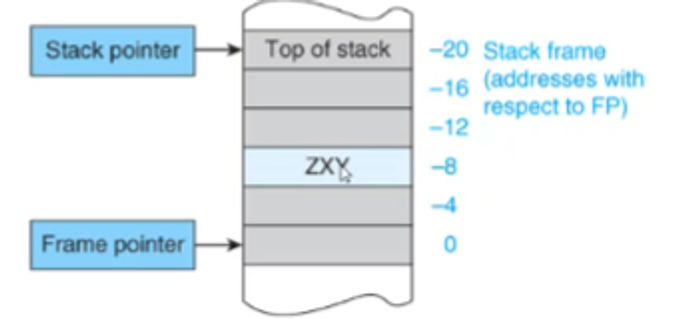 Stack pointer
Top of stack
-20
Stack frame
-16
(addresses with
respect to FP)
-12
ZXY
-8
-4
Frame pointer
0